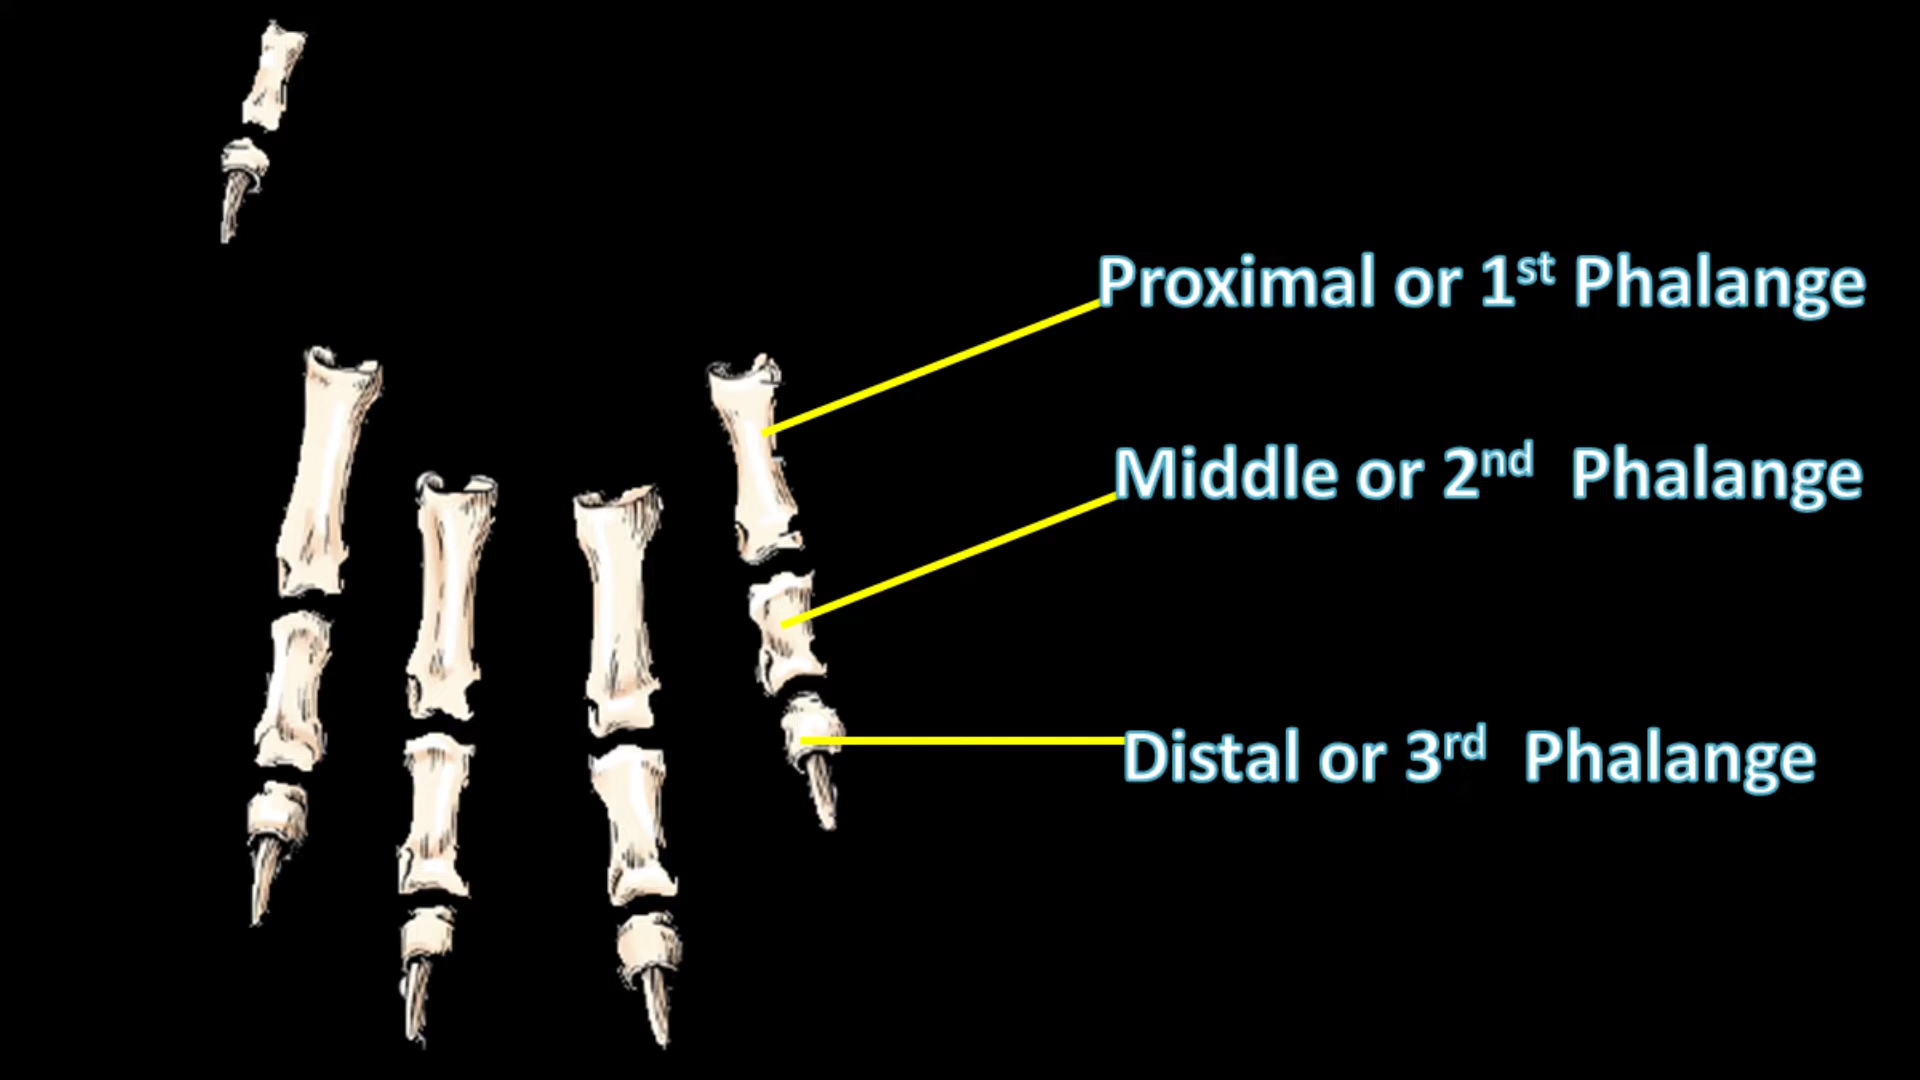 Proximal or 1st Phalange
Middle or 2nd Phalange
Distal or 3rd Phalange